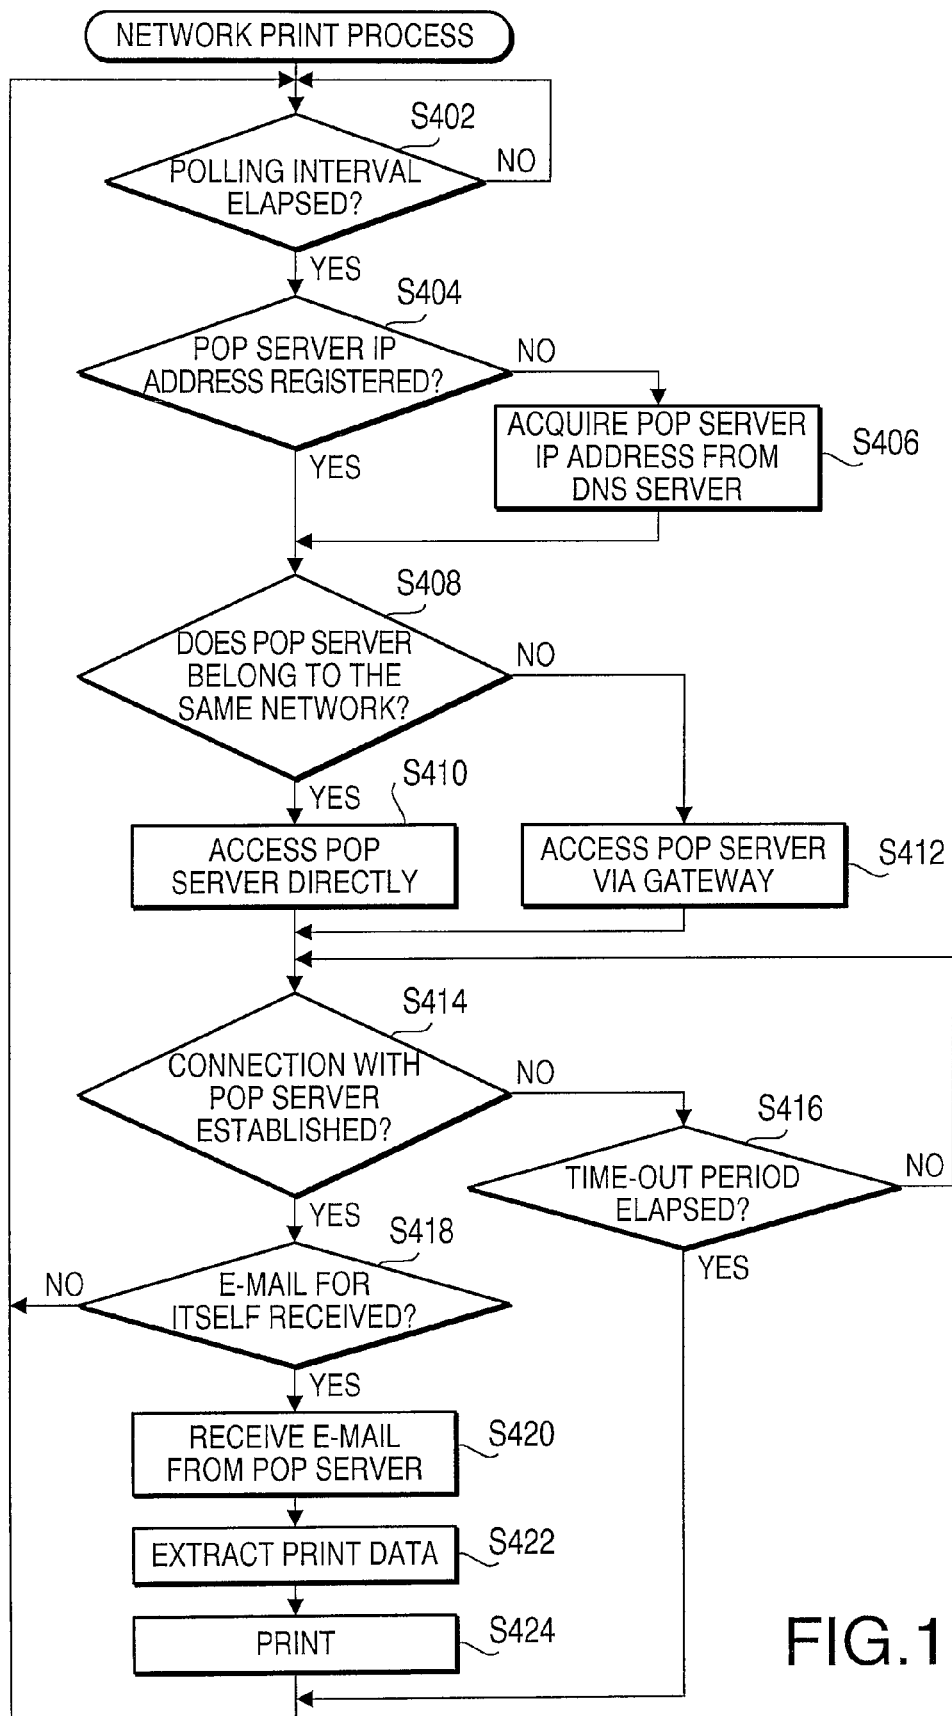 NETWORK PRINT PROCESS
S402
POLLING INTERVAL
ELAPSED?
NO
YES
S404
POP SERVER IP
ADDRESS REGISTERED?
NO
YES
ACQUIRE POP SERVER
IP ADDRESS FROM
DNS SERVER
S406
S408
DOES POP SERVER
BELONG TO THE
SAME NETWORK?
NO
YES
S410
ACCESS POP
SERVER DIRECTLY
ACCESS POP SERVER
VIA GATEWAY
S412
S414
CONNECTION WITH
POP SERVER
ESTABLISHED?
NO
YES
S416
TIME-OUT PERIOD
ELAPSED?
NO
YES
S418
E-MAIL FOR
ITSELF RECEIVED?
NO
YES
RECEIVE E-MAIL
FROM POP SERVER
S420
EXTRACT PRINT DATA
S422
PRINT
S424
FIG.1